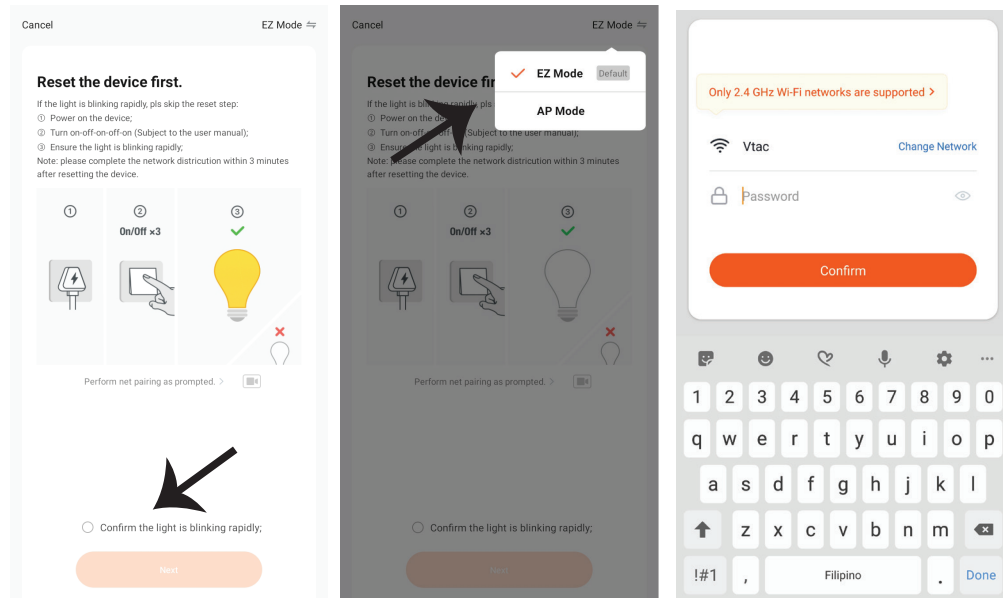 Cancel
EZ Mode
Reset the device first.
If the light is blinking rapidly, pls skip the reset step:
① Power on the device;
② Turn on-off-on-off-on (Subject to the user manual);
③ Ensure the light is blinking rapidly;
Note: please complete the network districution within 3 minutes
after resetting the device.
① ② ③
On/Off ×3
Perform net pairing as prompted. >
Confirm the light is blinking rapidly;
Next
Cancel
EZ Mode
EZ Mode Default
AP Mode
Reset the device fir
If the light is blinking rapidly, pls
① Power on the de
② Turn on-off-on-off-on (Subject to the user manual);
③ Ensure the light is blinking rapidly;
Note: please complete the network districution within 3 minutes
after resetting the device.
① ② ③
On/Off ×3
Perform net pairing as prompted. >
Confirm the light is blinking rapidly;
Next
Only 2.4 GHz Wi-Fi networks are supported >
Vtac Change Network
Password
Confirm
1 2 3 4 5 6 7 8 9 0
q w e r t y u i o p
a s d f g h j k l
z x c v b n m
!#1 , Filipino . Done